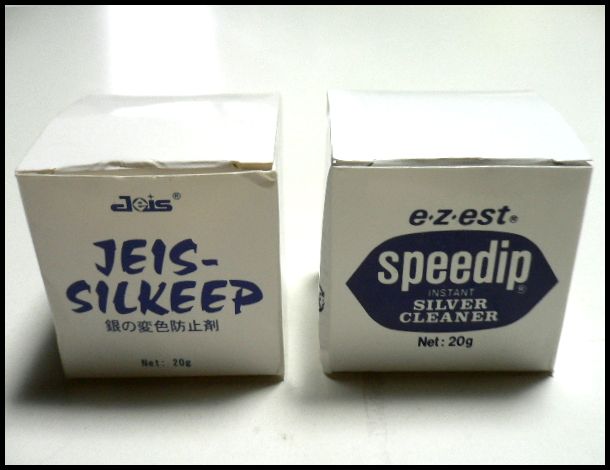 Jeis®
JEIS-
SILKEEP
銀の変色防止剤
Net: 20g
e·z·est®
speedip®
INSTANT
SILVER
CLEANER
Net: 20g